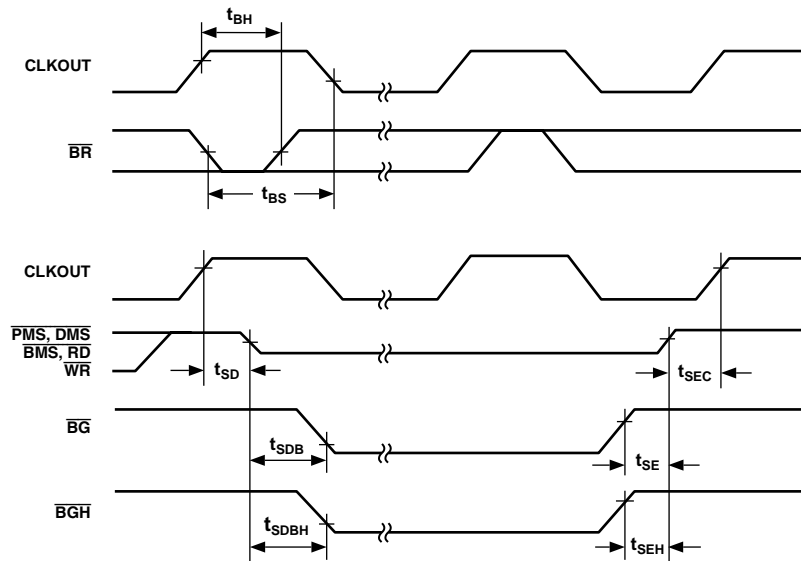 tBH
CLKOUT
BR
tBS
CLKOUT
PMS, DMS
BMS, RD
WR
tSD
tSEC
BG
tSDB
tSE
BGH
tSDBH
tSEH